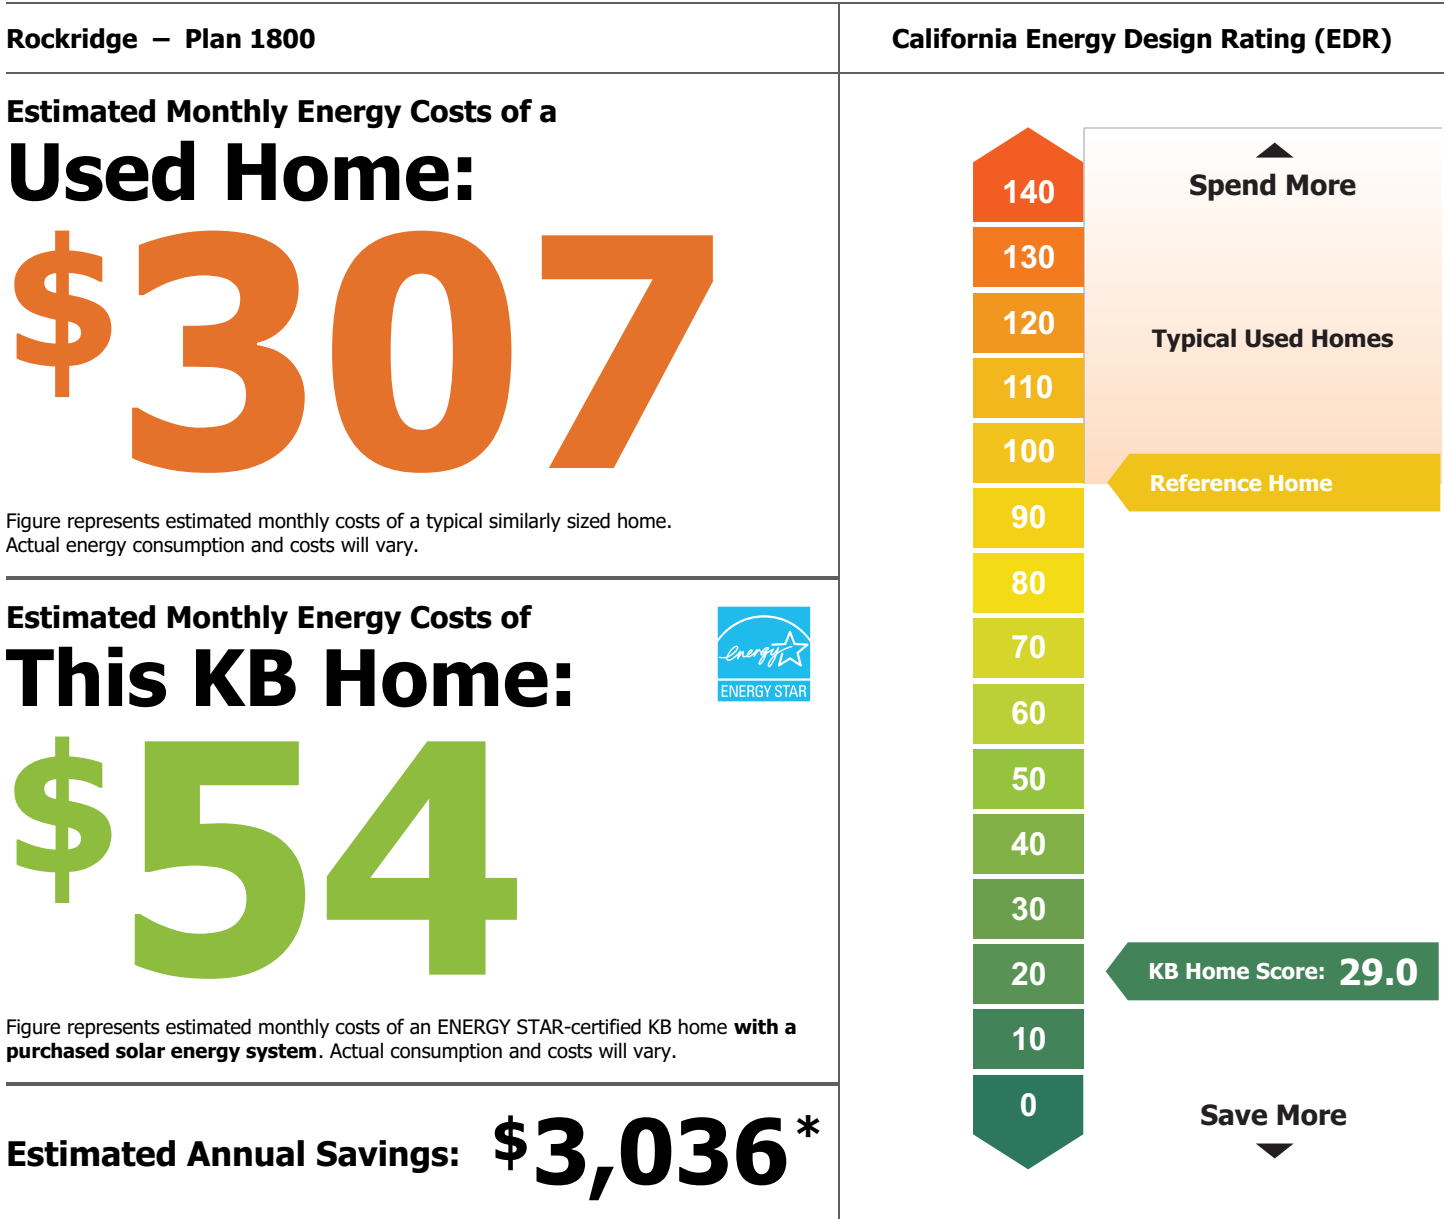 Rockridge – Plan 1800
Estimated Monthly Energy Costs of a
Used Home:
$307
Figure represents estimated monthly costs of a typical similarly sized home.
Actual energy consumption and costs will vary.
Estimated Monthly Energy Costs of
This KB Home:
energy
ENERGY STAR
$54
Figure represents estimated monthly costs of an ENERGY STAR-certified KB home with a
purchased solar energy system. Actual consumption and costs will vary.
Estimated Annual Savings: $3,036*
California Energy Design Rating (EDR)
140
Spend More
130
120
Typical Used Homes
110
100
Reference Home
90
80
70
60
50
40
30
20
KB Home Score: 29.0
10
0
Save More